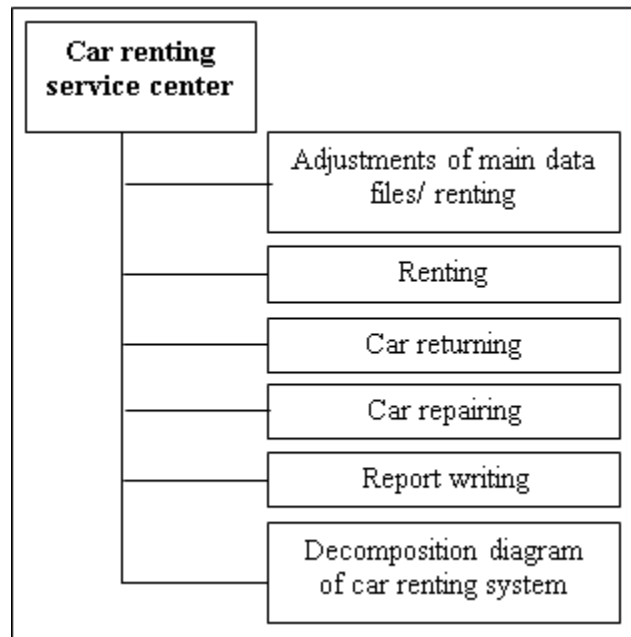 Car renting
service center
Adjustments of main data
files/ renting
Renting
Car returning
Car repairing
Report writing
Decomposition diagram
of car renting system